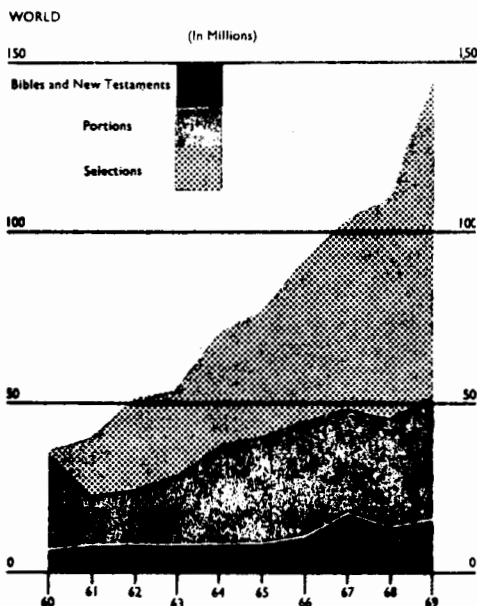 WORLD
(In Millions)
150 150
Bibles and New Testaments
Portions
Selections
100 100
50 50
0 0
60 61 62 63 64 65 66 67 68 69